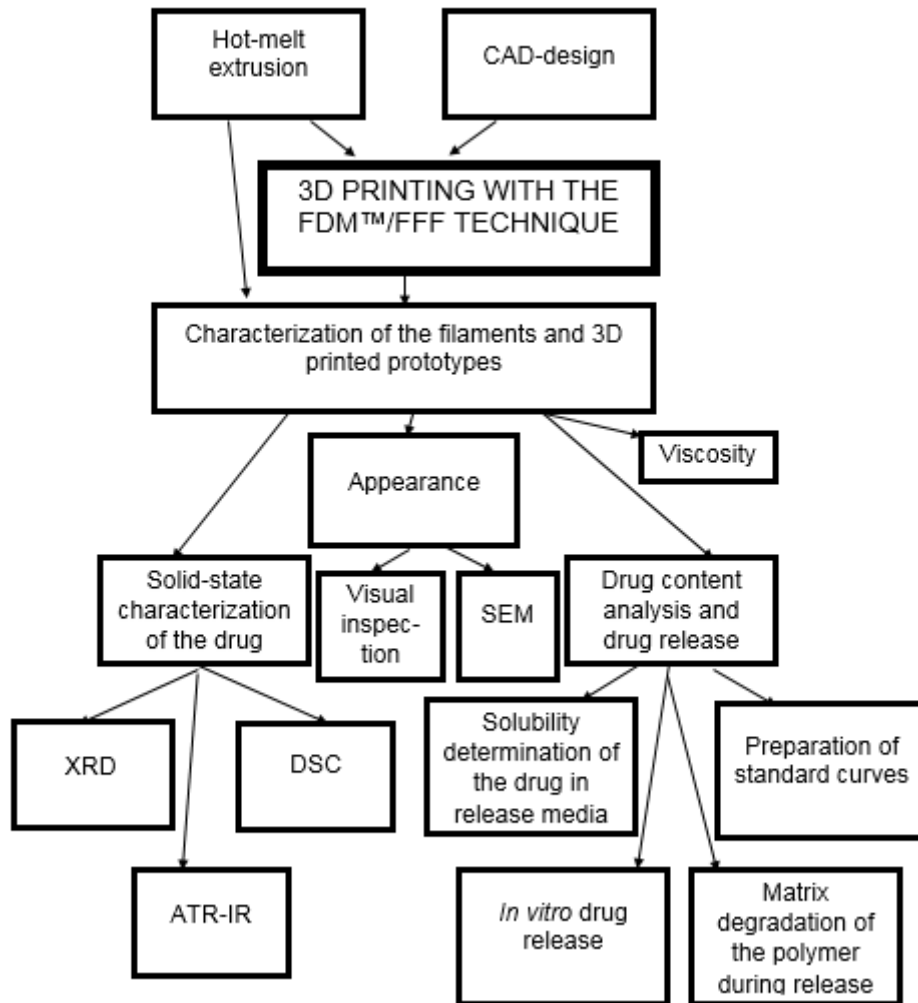 Hot-melt
extrusion
CAD-design
3D PRINTING WITH THE
FDM™/FFF TECHNIQUE
Characterization of the filaments and 3D
printed prototypes
Viscosity
Appearance
Solid-state
characterization
of the drug
Visual
inspec-
tion
SEM
Drug content
analysis and
drug release
XRD
DSC
Solubility
determination of
the drug in
release media
Preparation of
standard curves
ATR-IR
In vitro drug
release
Matrix
degradation of
the polymer
during release